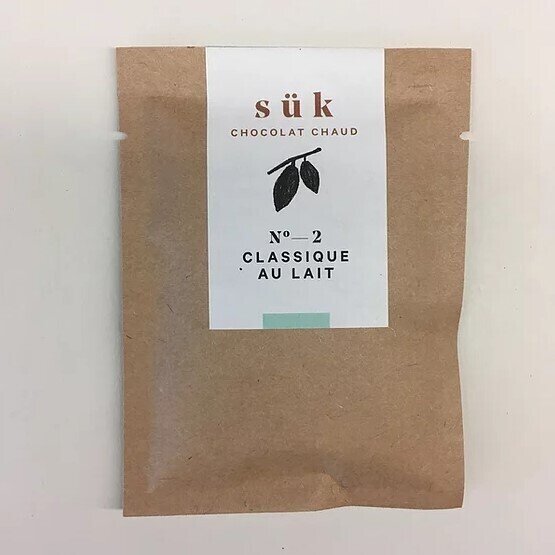 sük
CHOCOLAT CHAUD
Nº—2
CLASSIQUE
AU LAIT